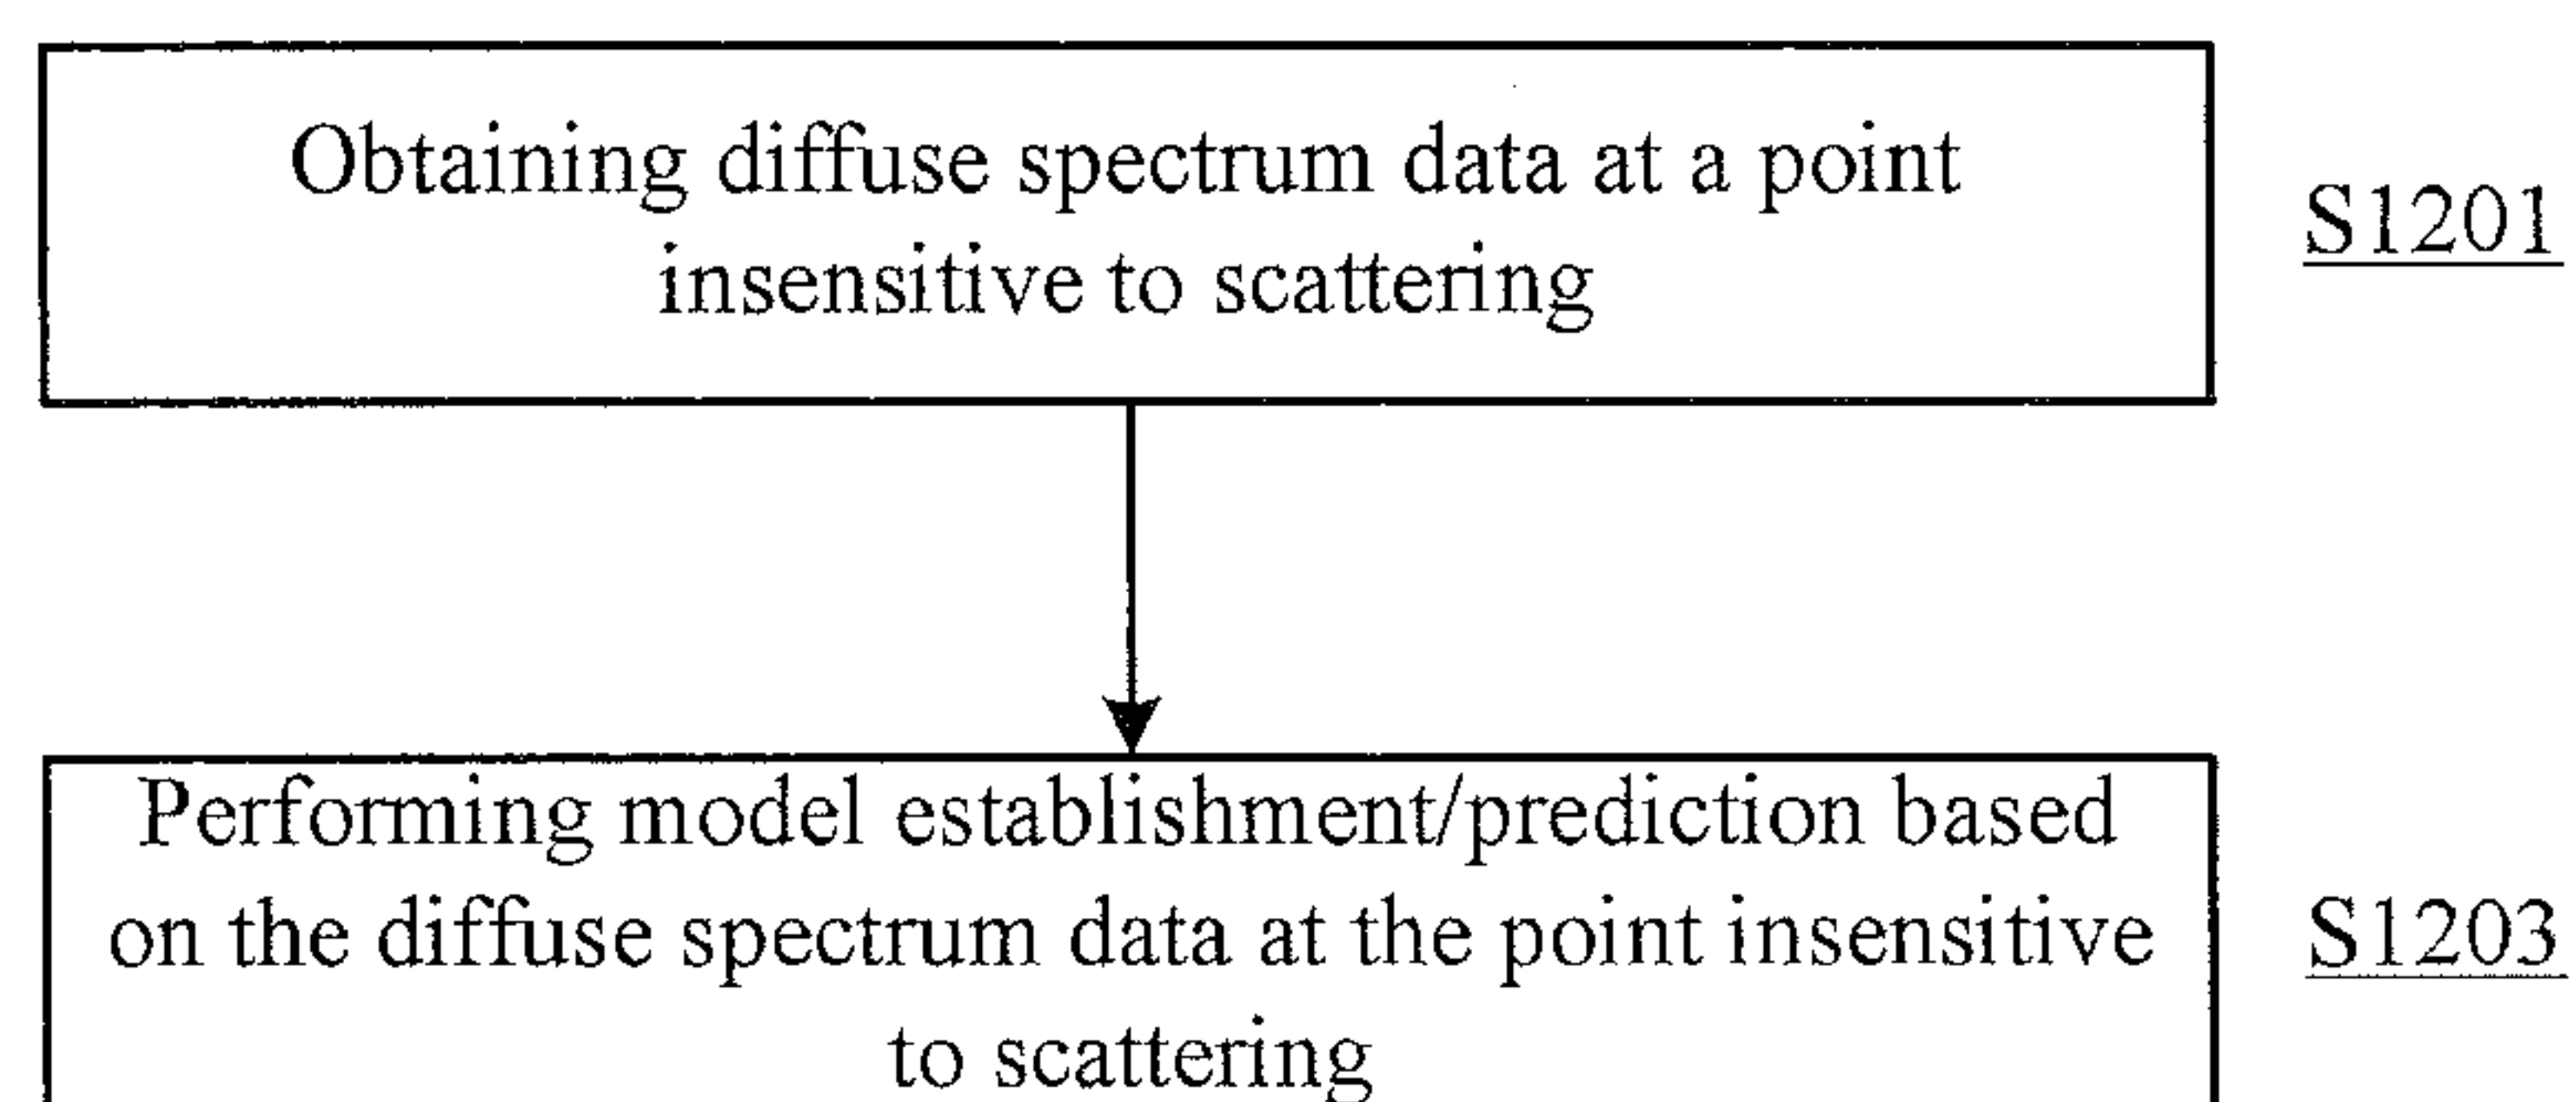 Obtaining diffuse spectrum data at a point
insensitive to scattering
S1201
Performing model establishment/prediction based
on the diffuse spectrum data at the point insensitive
to scattering
S1203